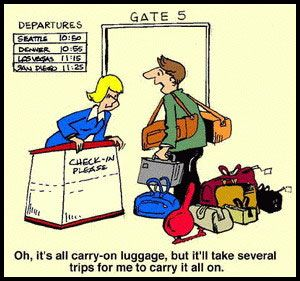 GATE 5
DEPARTURES
SEATTLE 10:50
DENVER 10:55
LAS VEGAS 11:15
SAN DIEGO 11:25
CHECK-IN
PLEASE
Oh, it's all carry-on luggage, but it'll take several
trips for me to carry it all on.